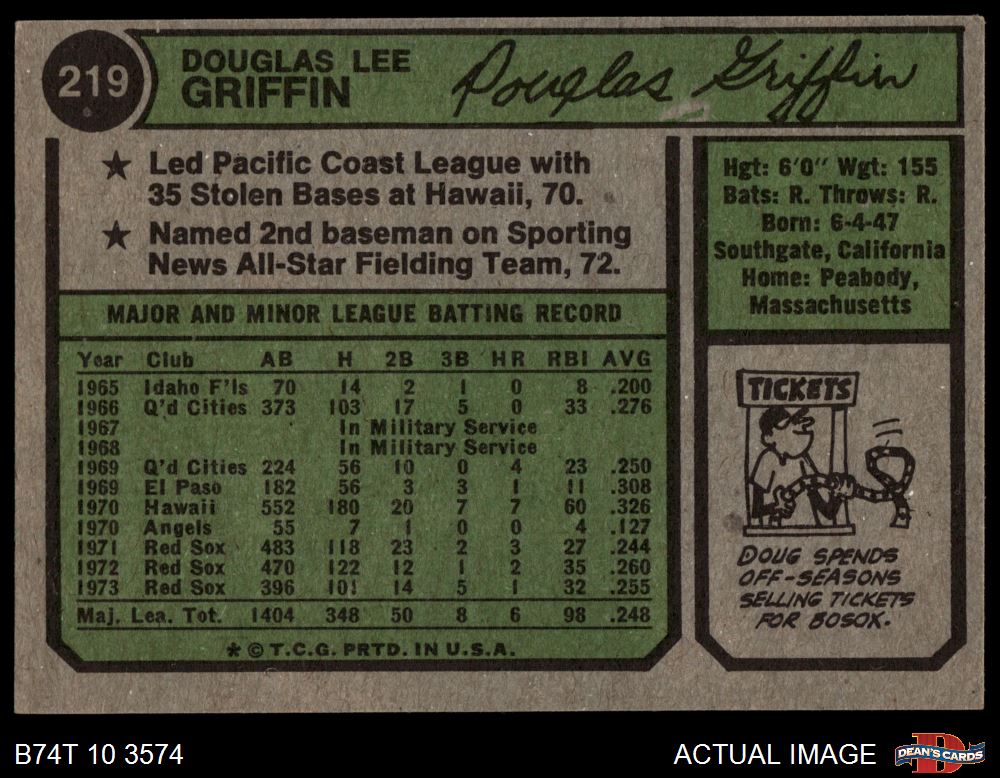 219
DOUGLAS LEE
GRIFFIN
Douglas Griffin
★ Led Pacific Coast League with
35 Stolen Bases at Hawaii, 70.
★ Named 2nd baseman on Sporting
News All-Star Fielding Team, 72.
Hgt: 6'0" Wgt: 155
Bats: R. Throws: R.
Born: 6-4-47
Southgate, California
Home: Peabody,
Massachusetts
MAJOR AND MINOR LEAGUE BATTING RECORD
Year Club AB H 2B 3B HR RBI AVG
1965 Idaho F'ls 70 14 2 1 0 8 .200
1966 Q'd Cities 373 103 17 5 0 33 .276
1967 In Military Service
1968 In Military Service
1969 Q'd Cities 224 56 10 0 4 23 .250
1969 El Paso 182 56 3 3 1 11 .308
1970 Hawaii 552 180 20 7 7 60 .326
1970 Angels 55 7 1 0 0 4 .127
1971 Red Sox 483 118 23 2 3 27 .244
1972 Red Sox 470 122 12 1 2 35 .260
1973 Red Sox 396 101 14 5 1 32 .255
Maj. Lea. Tot. 1404 348 50 8 6 98 .248
* © T.C.G. PRTD. IN U.S.A.
TICKETS
DOUG SPENDS
OFF-SEASONS
SELLING TICKETS
FOR BOSOX.
B74T 10 3574
ACTUAL IMAGE
DEAN'S CARDS